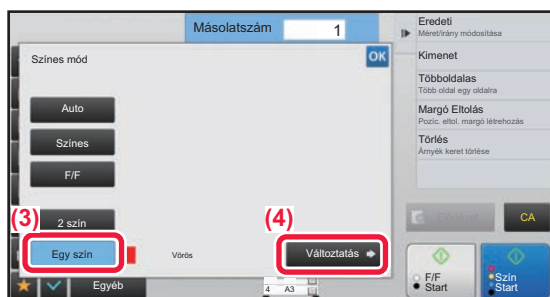 Másolatszám 1
Színes mód
OK
Auto
Színes
F/F
2 szín
(3)
Egy szín
Vörös
(4)
Változtatás
Egyéb
4 A3
Eredeti
Méret/irány módosítása
Kimenet
Többoldalas
Több oldal egy oldalra
Margó Eltolás
Pozíc. eltol. margó létrehozás
Törlés
Árnyék keret törlése
CA
F/F
Start
Szín
Start